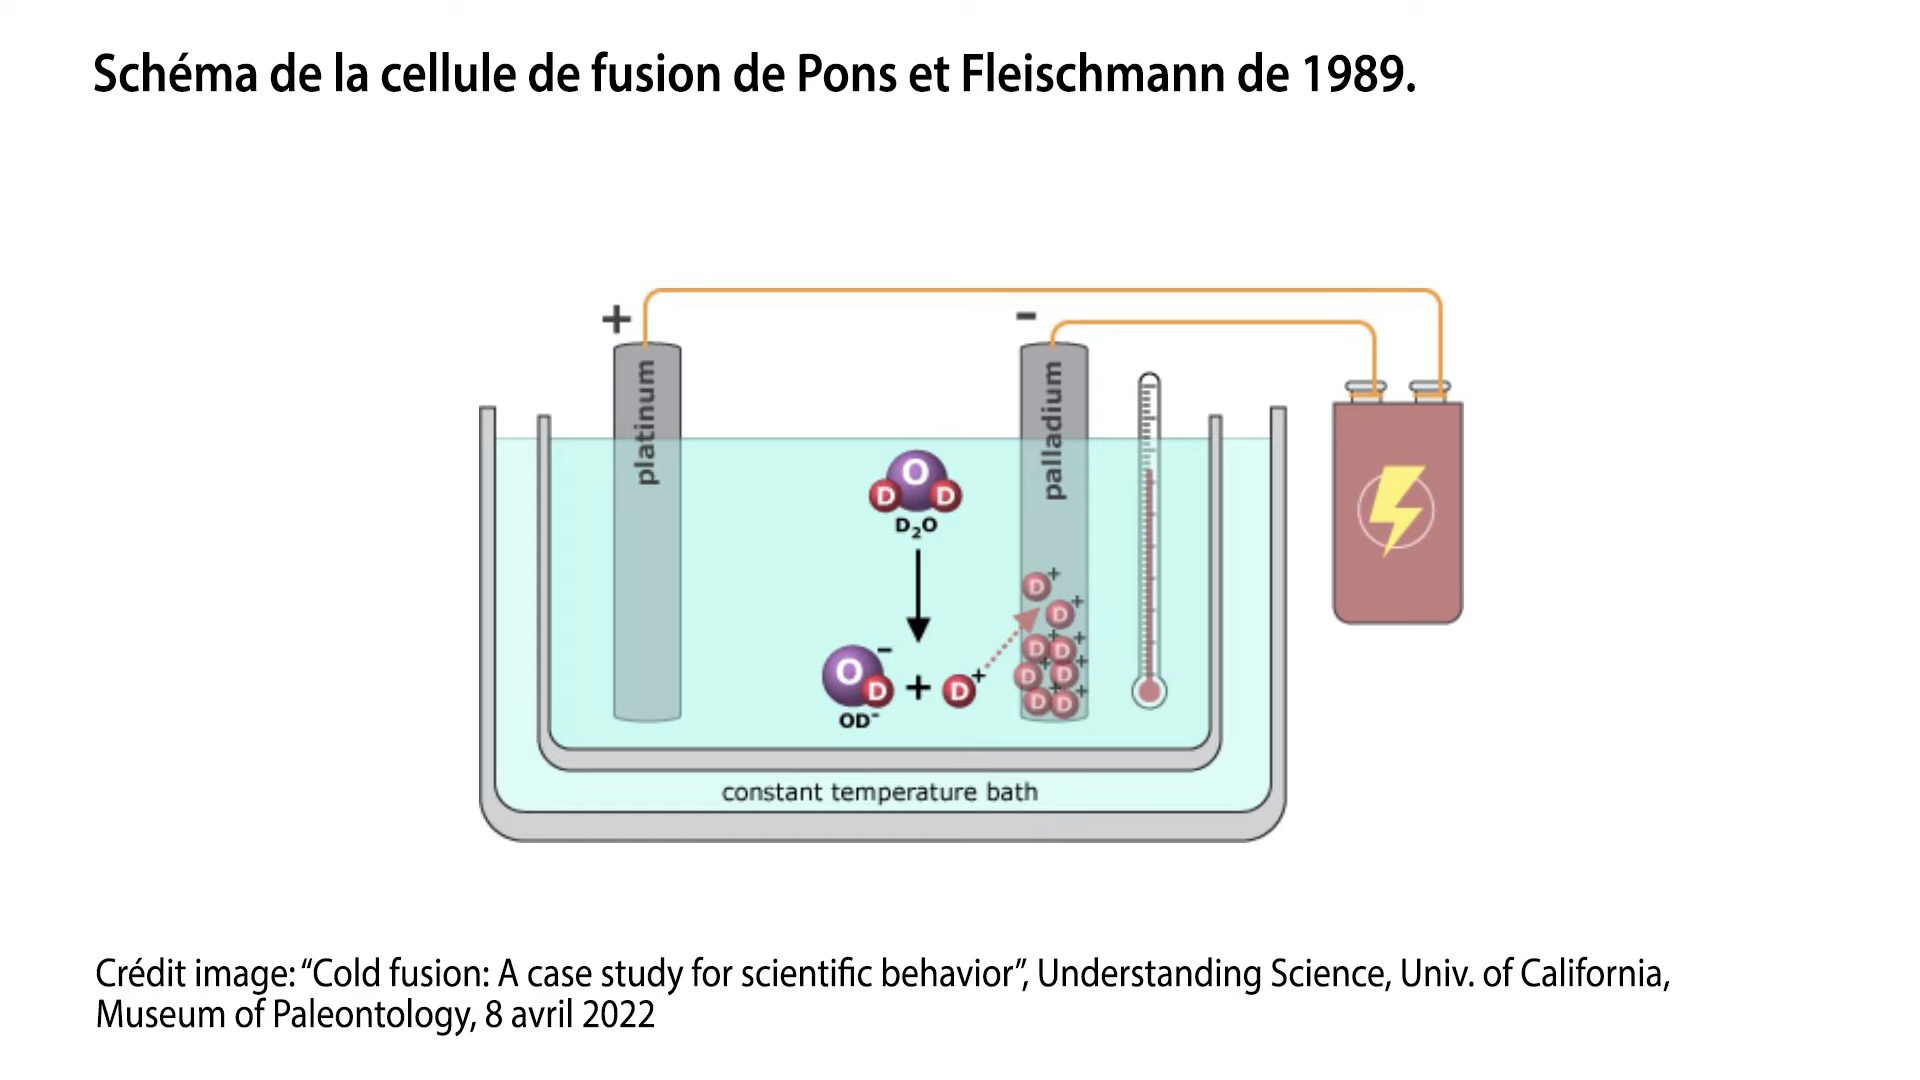 Schéma de la cellule de fusion de Pons et Fleischmann de 1989.
+
-
platinum
palladium
O
D D
D₂O
D+
D+
O
D
-
+
D+
OD⁻
D+ D+
D+ D+
D+ D+
constant temperature bath
Crédit image: “Cold fusion: A case study for scientific behavior”, Understanding Science, Univ. of California,
Museum of Paleontology, 8 avril 2022